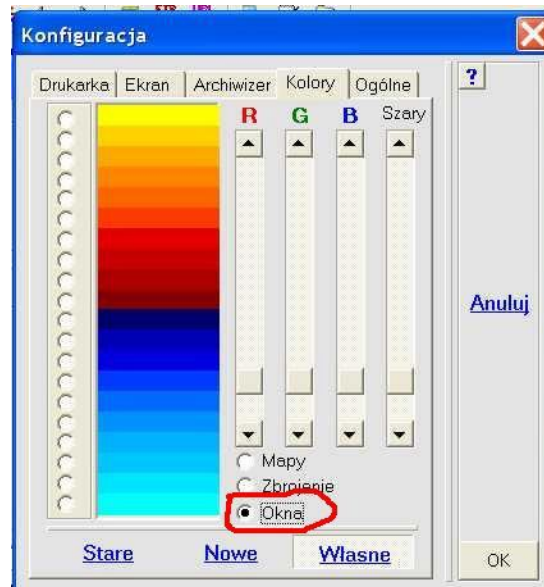 Konfiguracja
Drukarka Ekran Archiwizer Kolory Ogólne ?
R G B Szary
Anuluj
Mapy
Zbrojenie
Okna
Stare Nowe Własne OK